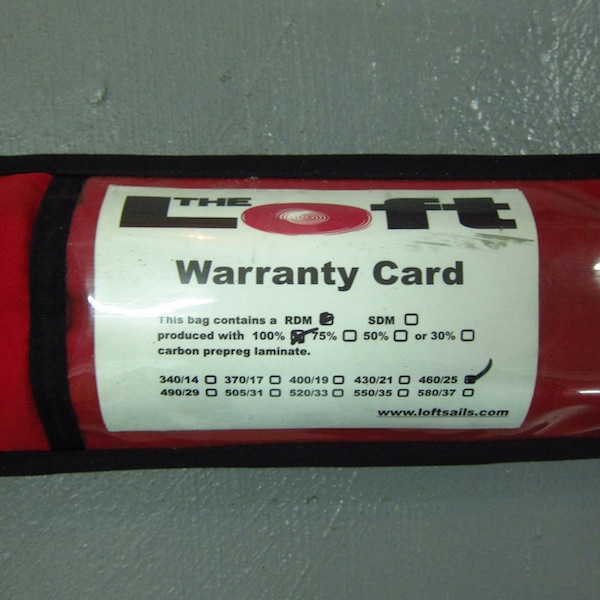 THE LOFT
Warranty Card
This bag contains a RDM SDM
produced with 100% 75% 50% or 30%
carbon prepreg laminate.
340/14 370/17 400/19 430/21 460/25
490/29 505/31 520/33 550/35 580/37
www.loftsails.com